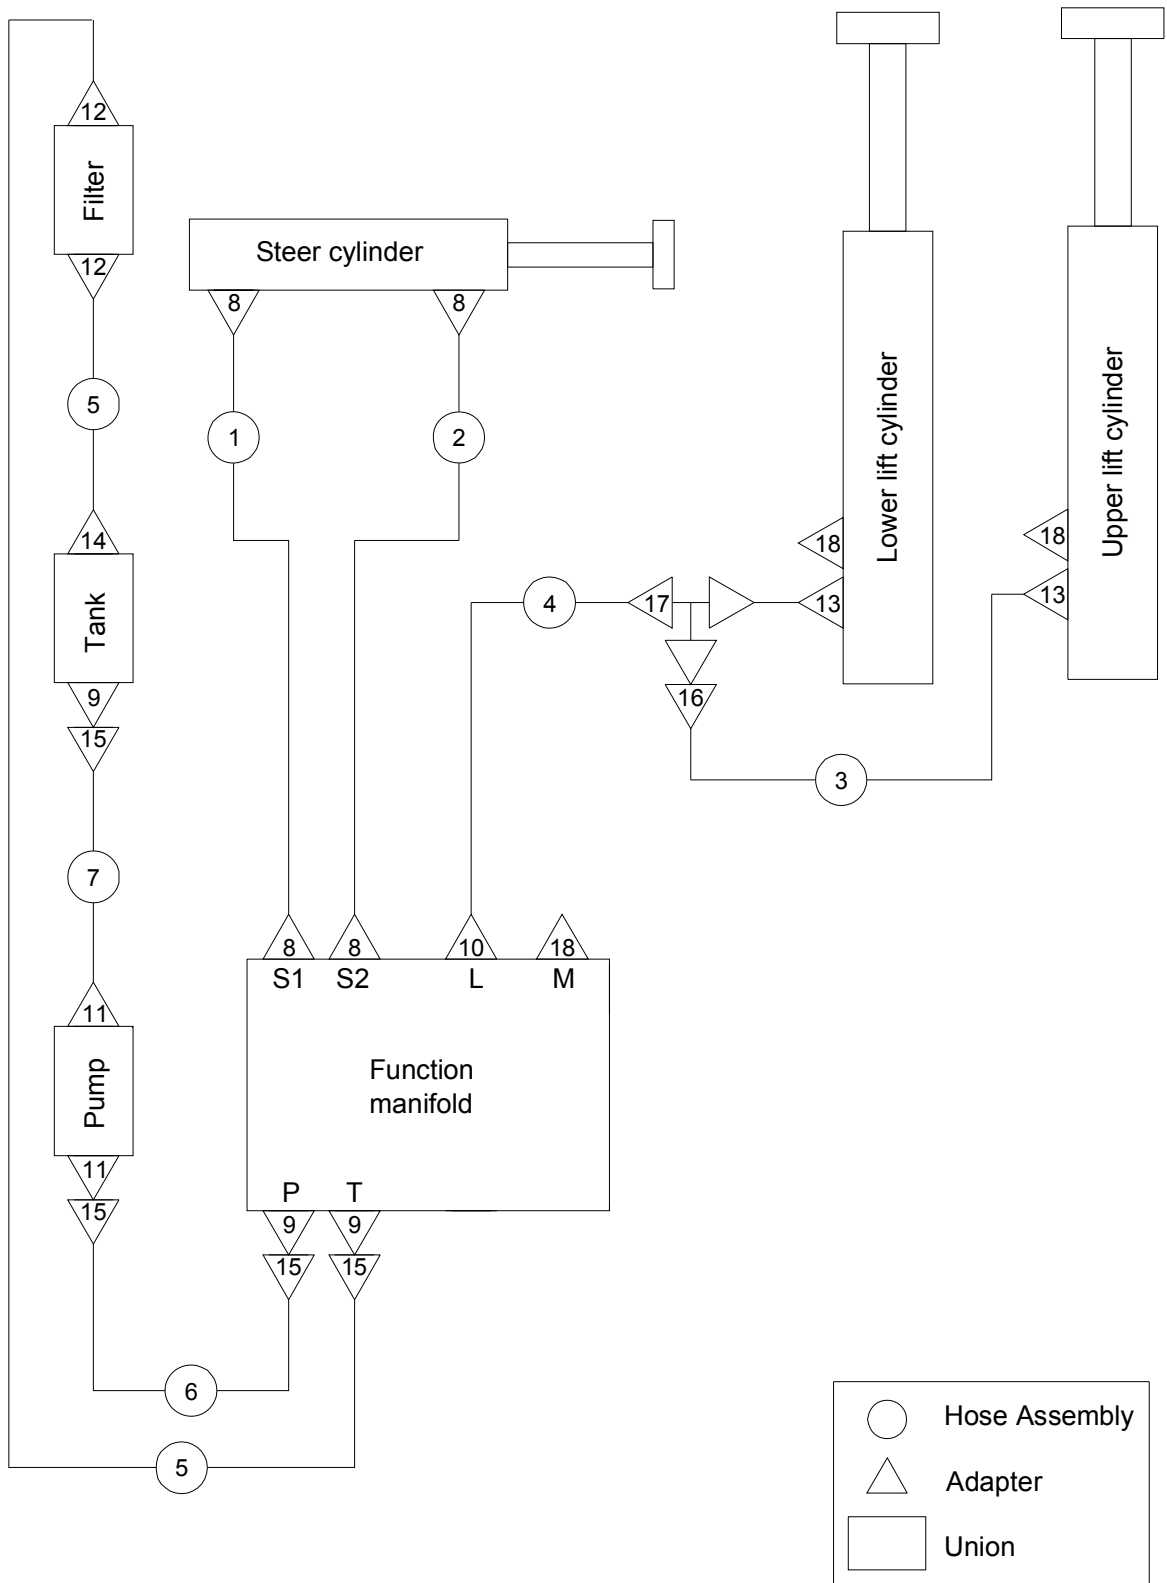 12
Filter
12
5
14
Tank
9
15
7
11
Pump
11
15
6
5
Steer cylinder
8
8
1
2
8
8
10
18
S1
S2
L
M
Function
manifold
P
T
9
9
15
15
4
17
16
3
Lower lift cylinder
18
13
Upper lift cylinder
18
13
Hose Assembly
Adapter
Union